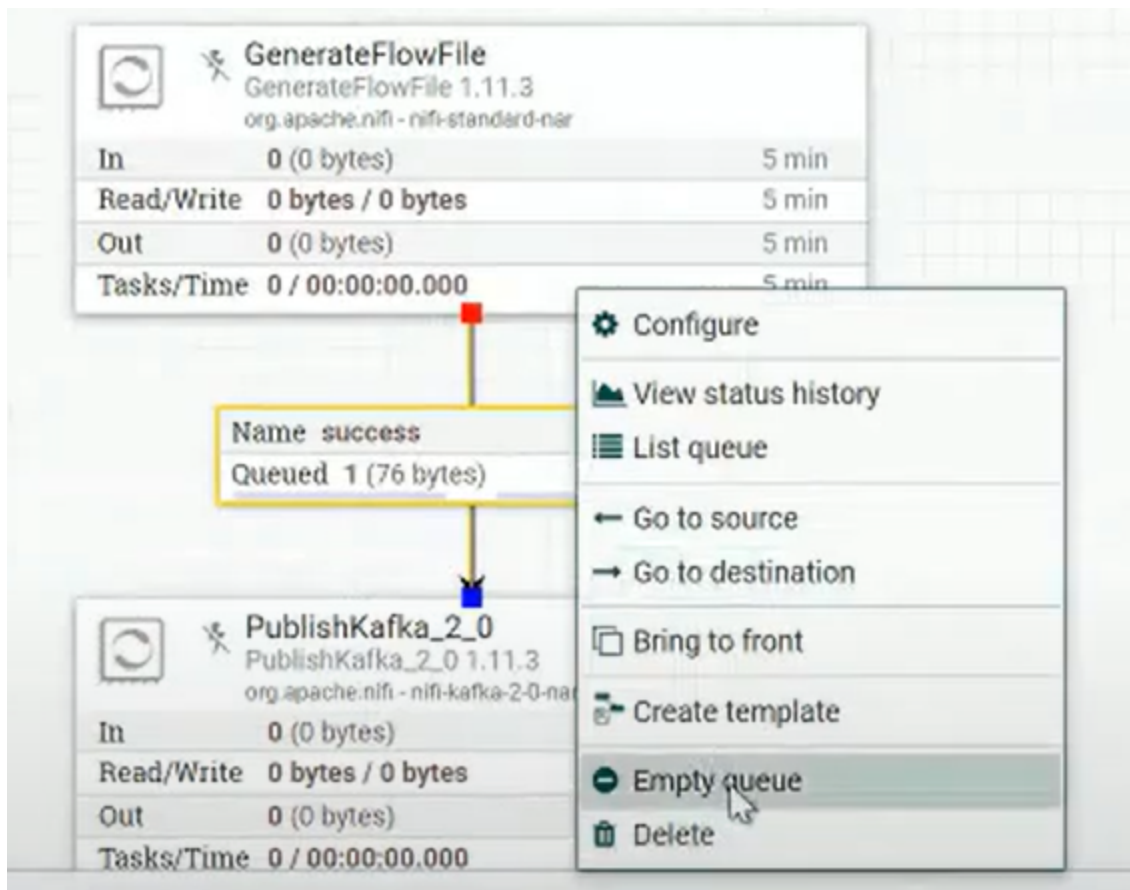 GenerateFlowFile
GenerateFlowFile 1.11.3
org.apache.nifi - nifi-standard-nar
In 0 (0 bytes) 5 min
Read/Write 0 bytes / 0 bytes 5 min
Out 0 (0 bytes) 5 min
Tasks/Time 0 / 00:00:00.000 5 min
Name success
Queued 1 (76 bytes)
PublishKafka_2_0
PublishKafka_2_0 1.11.3
org.apache.nifi - nifi-kafka-2-0-nar
In 0 (0 bytes)
Read/Write 0 bytes / 0 bytes
Out 0 (0 bytes)
Tasks/Time 0 / 00:00:00.000
Configure
View status history
List queue
Go to source
Go to destination
Bring to front
Create template
Empty queue
Delete